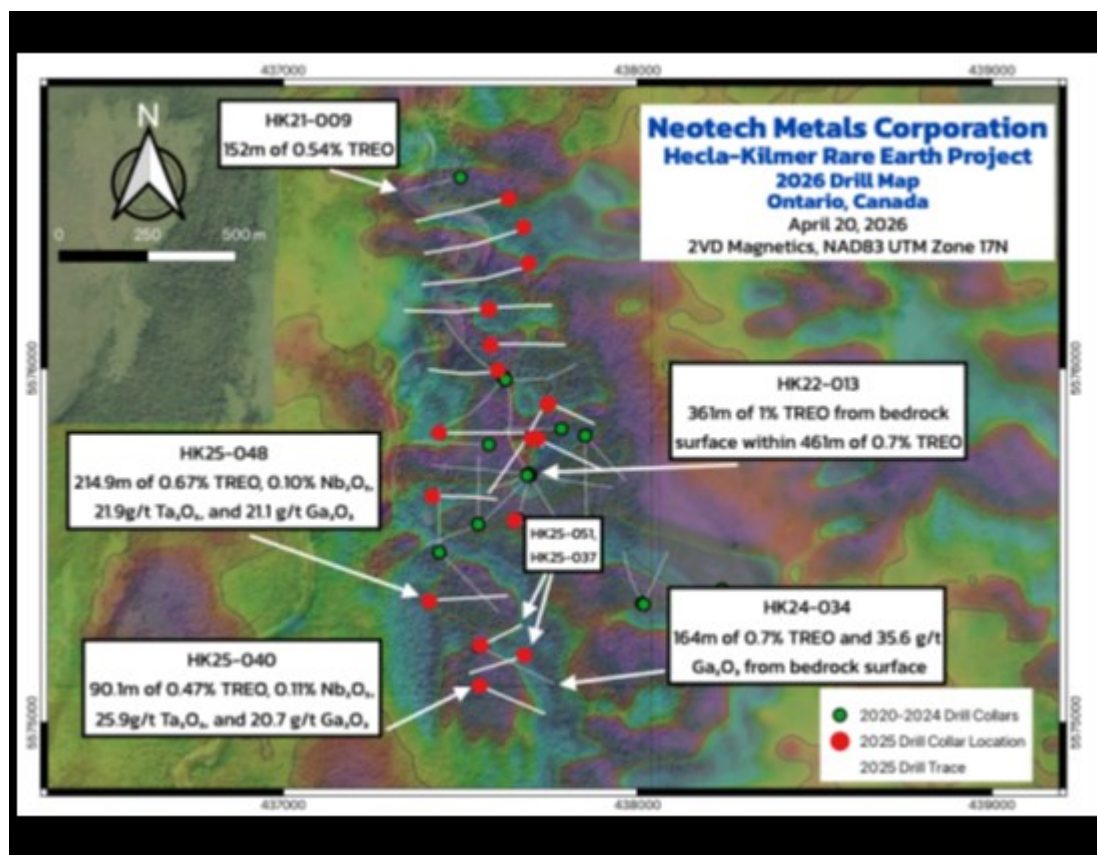 437000
438000
439000
N
0 250 500 m
HK21-009
152m of 0.54% TREO
Neotech Metals Corporation
Hecla-Kilmer Rare Earth Project
2026 Drill Map
Ontario, Canada
April 20, 2026
2VD Magnetics, NAD83 UTM Zone 17N
5576000
5576000
HK22-013
361m of 1% TREO from bedrock
surface within 461m of 0.7% TREO
HK25-048
214.9m of 0.67% TREO, 0.10% Nb₂O₅,
21.9g/t Ta₂O₅, and 21.1 g/t Ga₂O₃
HK25-051,
HK25-037
HK24-034
164m of 0.7% TREO and 35.6 g/t
Ga₂O₃ from bedrock surface
HK25-040
90.1m of 0.47% TREO, 0.11% Nb₂O₅,
25.9g/t Ta₂O₅, and 20.7 g/t Ga₂O₃
5575000
5575000
2020-2024 Drill Collars
2025 Drill Collar Location
2025 Drill Trace
437000
438000
439000